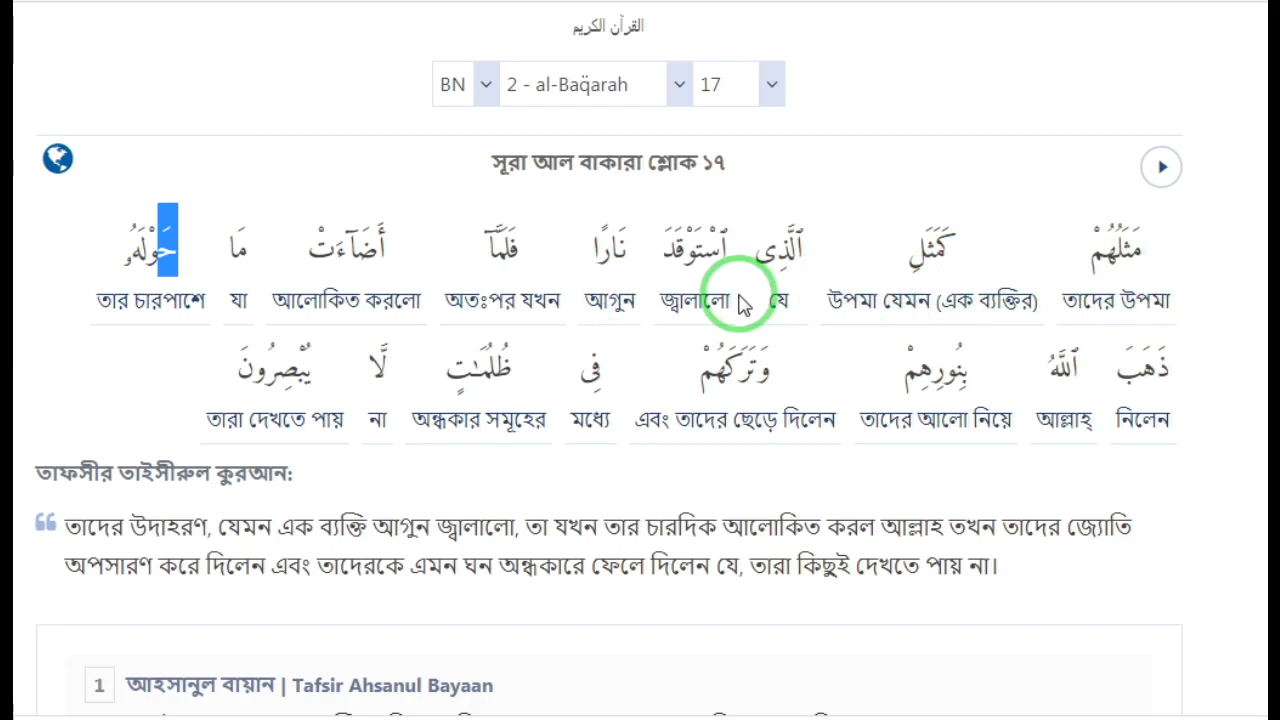 القرآن الكريم
BN 2 - al-Baq̈arah 17
সূরা আল বাকারা শ্লোক ১৭
مَثَلُهُمْ كَمَثَلِ ٱلَّذِى ٱسْتَوْقَدَ نَارًا فَلَمَّآ أَضَآءَتْ مَا حَوْلَهُۥ
তাদের উপমা উপমা যেমন (এক ব্যক্তির) যে জ্বালালো আগুন অতঃপর যখন আলোকিত করলো যা তার চারপাশে
ذَهَبَ ٱللَّهُ بِنُورِهِمْ وَتَرَكَهُمْ فِى ظُلُمَـٰتٍ لَّا يُبْصِرُونَ
নিলেন আল্লাহ্ তাদের আলো নিয়ে এবং তাদের ছেড়ে দিলেন মধ্যে অন্ধকার সমূহের না তারা দেখতে পায়
তাফসীর তাইসীরুল কুরআন:
তাদের উদাহরণ, যেমন এক ব্যক্তি আগুন জ্বালালো, তা যখন তার চারদিক আলোকিত করল আল্লাহ তখন তাদের জ্যোতি
অপসারণ করে দিলেন এবং তাদেরকে এমন ঘন অন্ধকারে ফেলে দিলেন যে, তারা কিছুই দেখতে পায় না।
1 আহসানুল বায়ান | Tafsir Ahsanul Bayaan